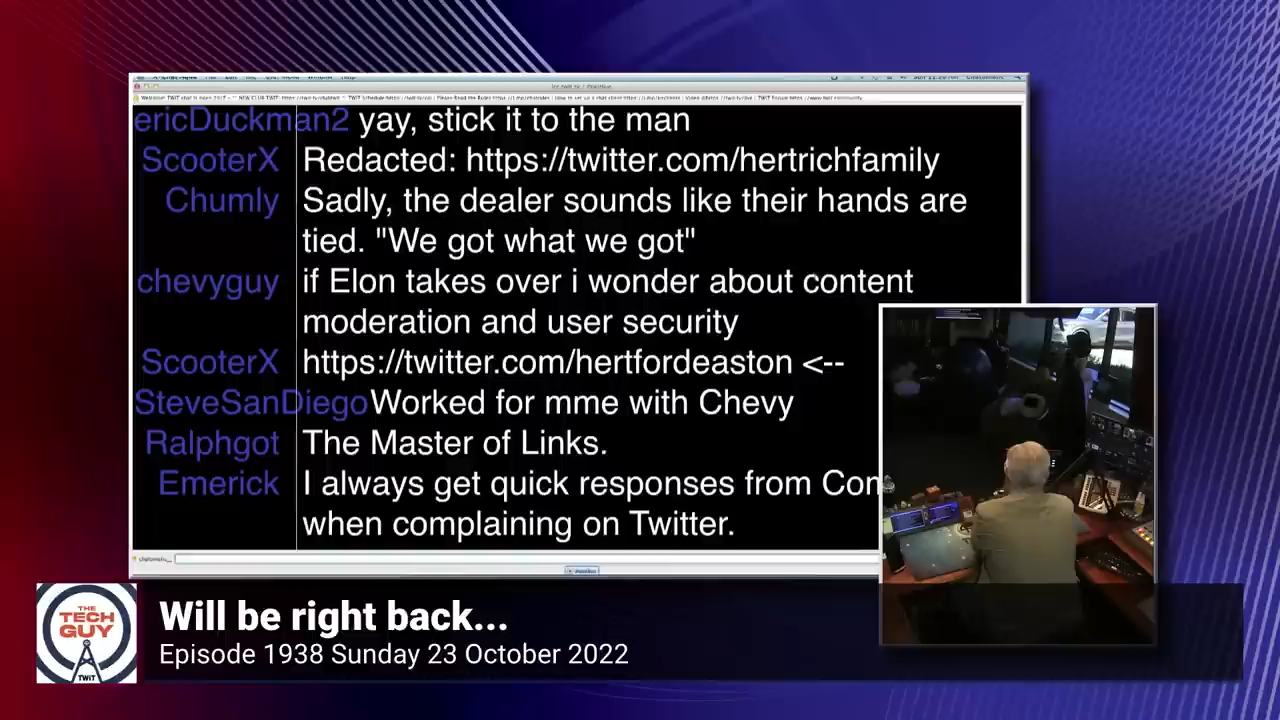 ericDuckman2 yay, stick it to the man
ScooterX Redacted: https://twitter.com/hertrichfamily
Chumly Sadly, the dealer sounds like their hands are
tied. "We got what we got"
chevyguy if Elon takes over i wonder about content
moderation and user security
ScooterX https://twitter.com/hertfordeaston <--
SteveSanDiego Worked for mme with Chevy
Ralphgot The Master of Links.
Emerick I always get quick responses from Com
when complaining on Twitter.
THE
TECH
GUY
TWiT
Will be right back...
Episode 1938 Sunday 23 October 2022